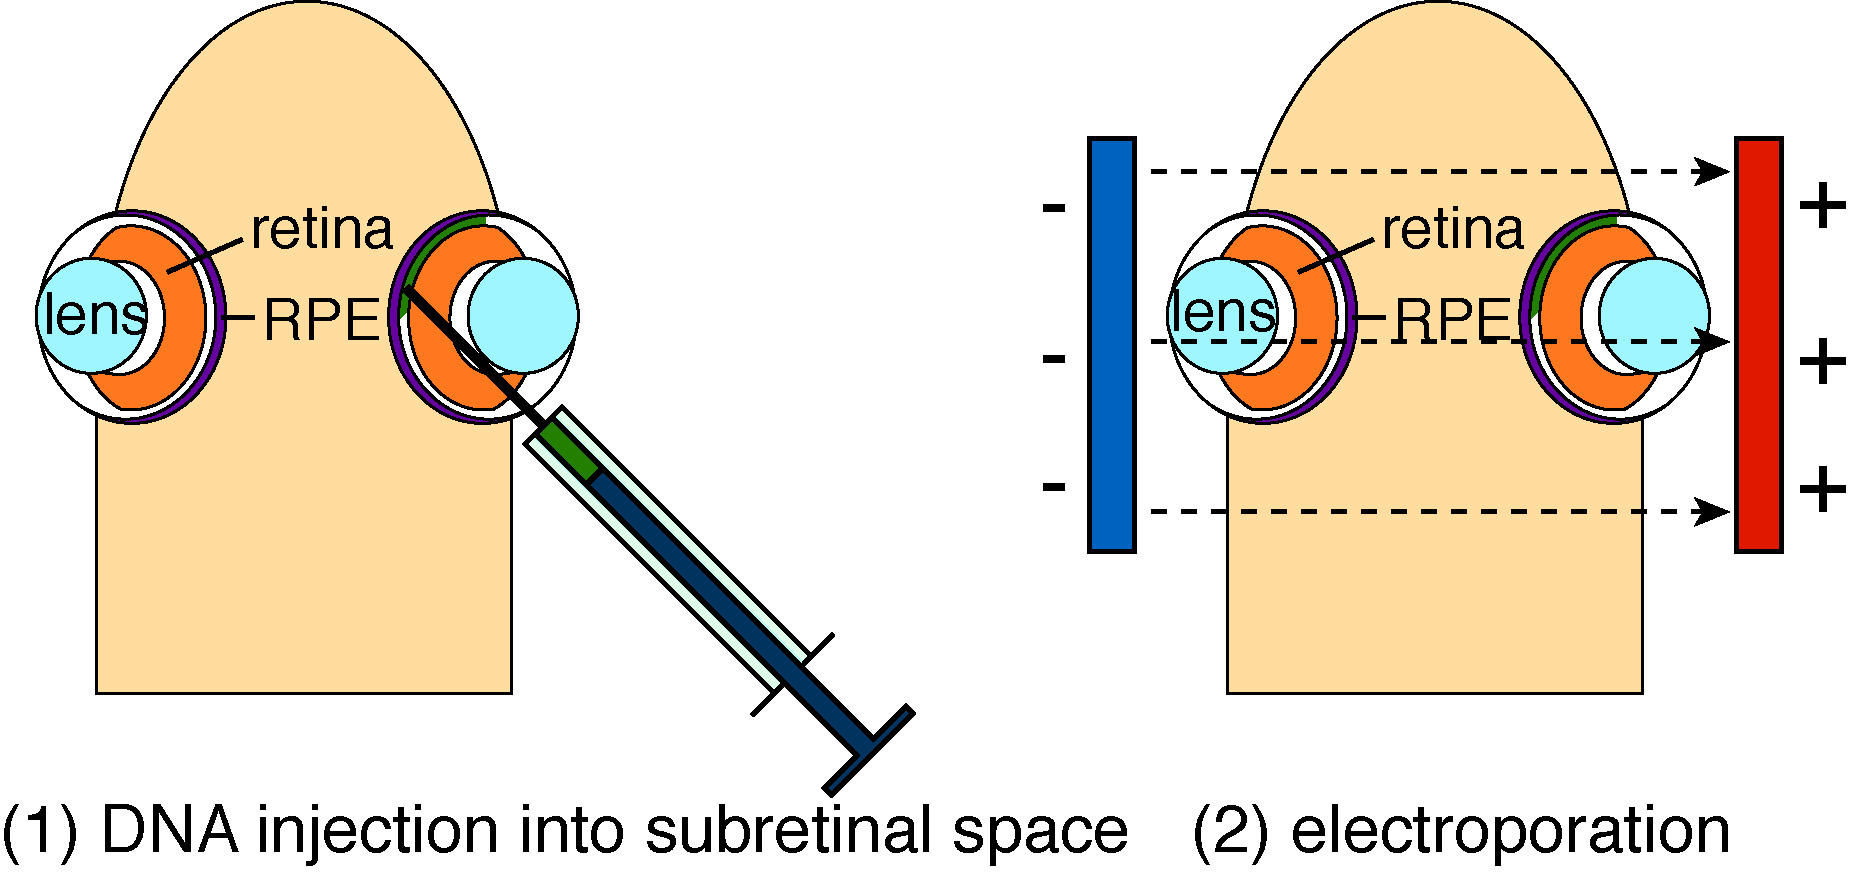 retina
lens
RPE
(1) DNA injection into subretinal space
- + 
retina
lens
RPE
- +
- +
(2) electroporation